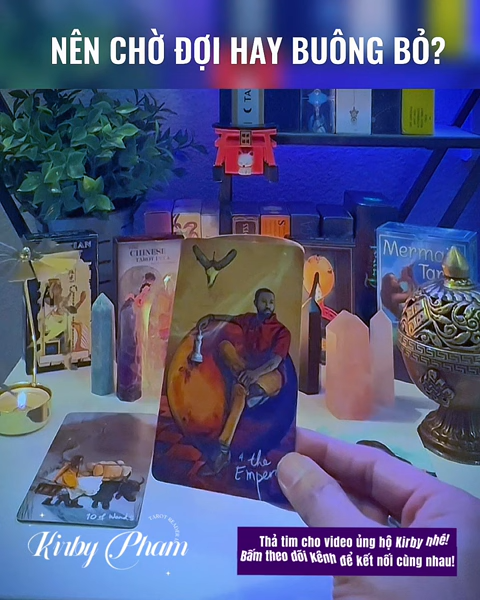 NÊN CHỜ ĐỢI HAY BUÔNG BỎ?
CHINESE
Mermaid
Tarot
4 the
Emperor
10 of Wands
Kirby Pham
Thả tim cho video ủng hộ Kirby nhé!
Bấm theo dõi kênh để kết nối cùng nhau!